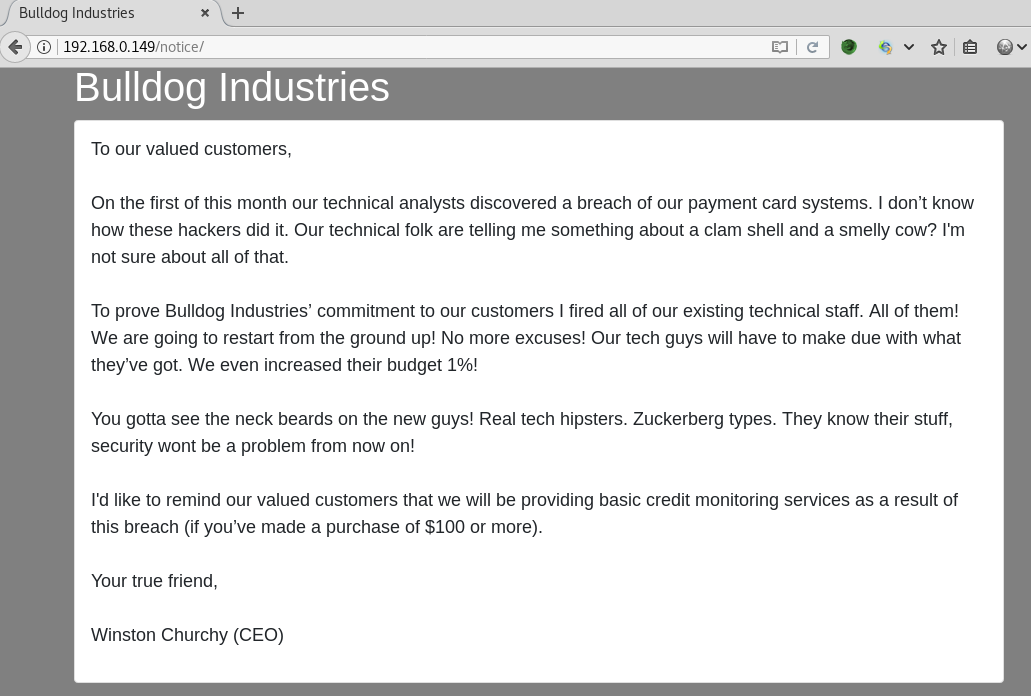 Bulldog Industries
192.168.0.149/notice/
Bulldog Industries
To our valued customers,
On the first of this month our technical analysts discovered a breach of our payment card systems. I don’t know
how these hackers did it. Our technical folk are telling me something about a clam shell and a smelly cow? I'm
not sure about all of that.
To prove Bulldog Industries’ commitment to our customers I fired all of our existing technical staff. All of them!
We are going to restart from the ground up! No more excuses! Our tech guys will have to make due with what
they’ve got. We even increased their budget 1%!
You gotta see the neck beards on the new guys! Real tech hipsters. Zuckerberg types. They know their stuff,
security wont be a problem from now on!
I'd like to remind our valued customers that we will be providing basic credit monitoring services as a result of
this breach (if you’ve made a purchase of $100 or more).
Your true friend,
Winston Churchy (CEO)